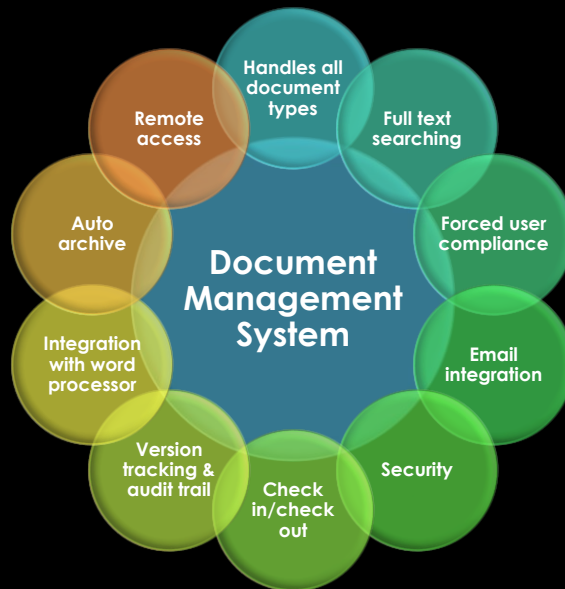 Document
Management
System
Handles all
document
types
Full text
searching
Forced user
compliance
Email
integration
Security
Check
in/check
out
Version
tracking &
audit trail
Integration
with word
processor
Auto
archive
Remote
access